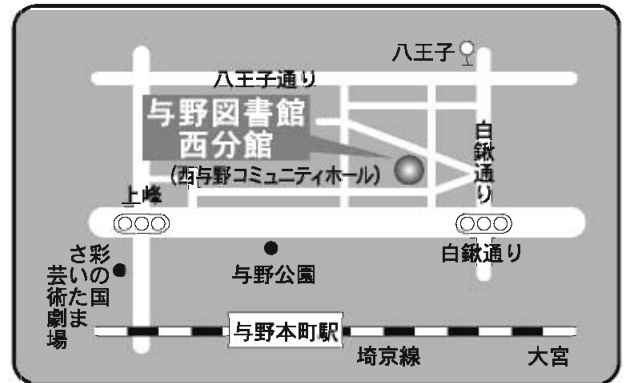 八王子
八王子通り
与野図書館
西分館
(西与野コミュニティホール)
白鍬通り
上峰
白鍬通り
彩の国
さいたま
芸術劇場
与野公園
与野本町駅
埼京線
大宮